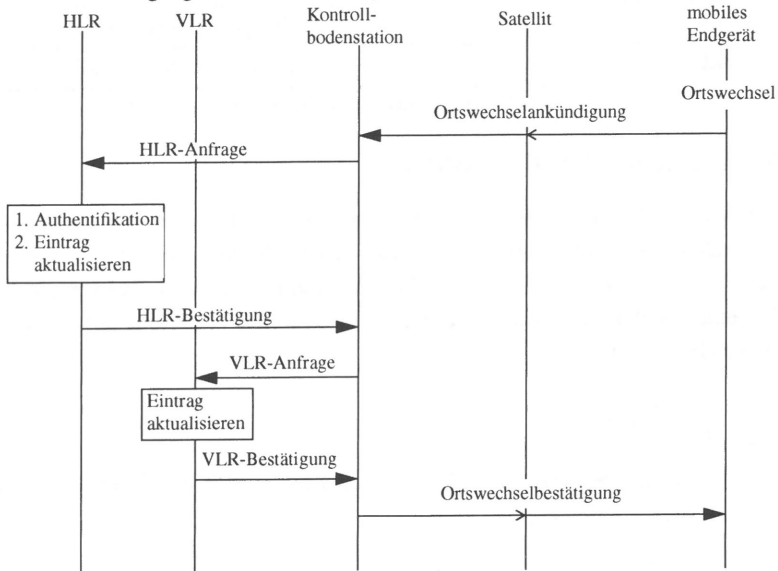 HLR
VLR
Kontroll-
bodenstation
Satellit
mobiles
Endgerät
Ortswechsel
Ortswechselankündigung
HLR-Anfrage
1. Authentifikation
2. Eintrag
aktualisieren
HLR-Bestätigung
VLR-Anfrage
Eintrag
aktualisieren
VLR-Bestätigung
Ortswechselbestätigung